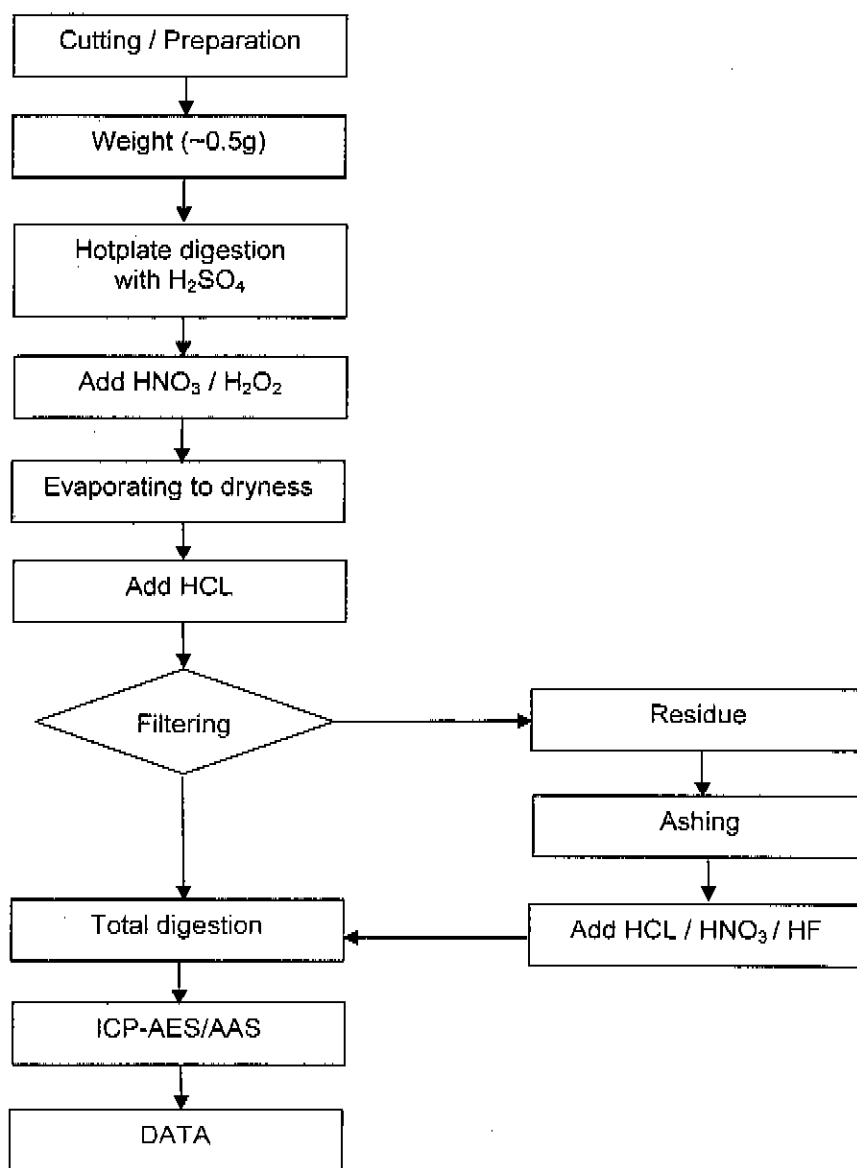 Cutting / Preparation
Weight (~0.5g)
Hotplate digestion
with H₂SO₄
Add HNO₃ / H₂O₂
Evaporating to dryness
Add HCL
Filtering
Residue
Ashing
Total digestion
Add HCL / HNO₃ / HF
ICP-AES/AAS
DATA